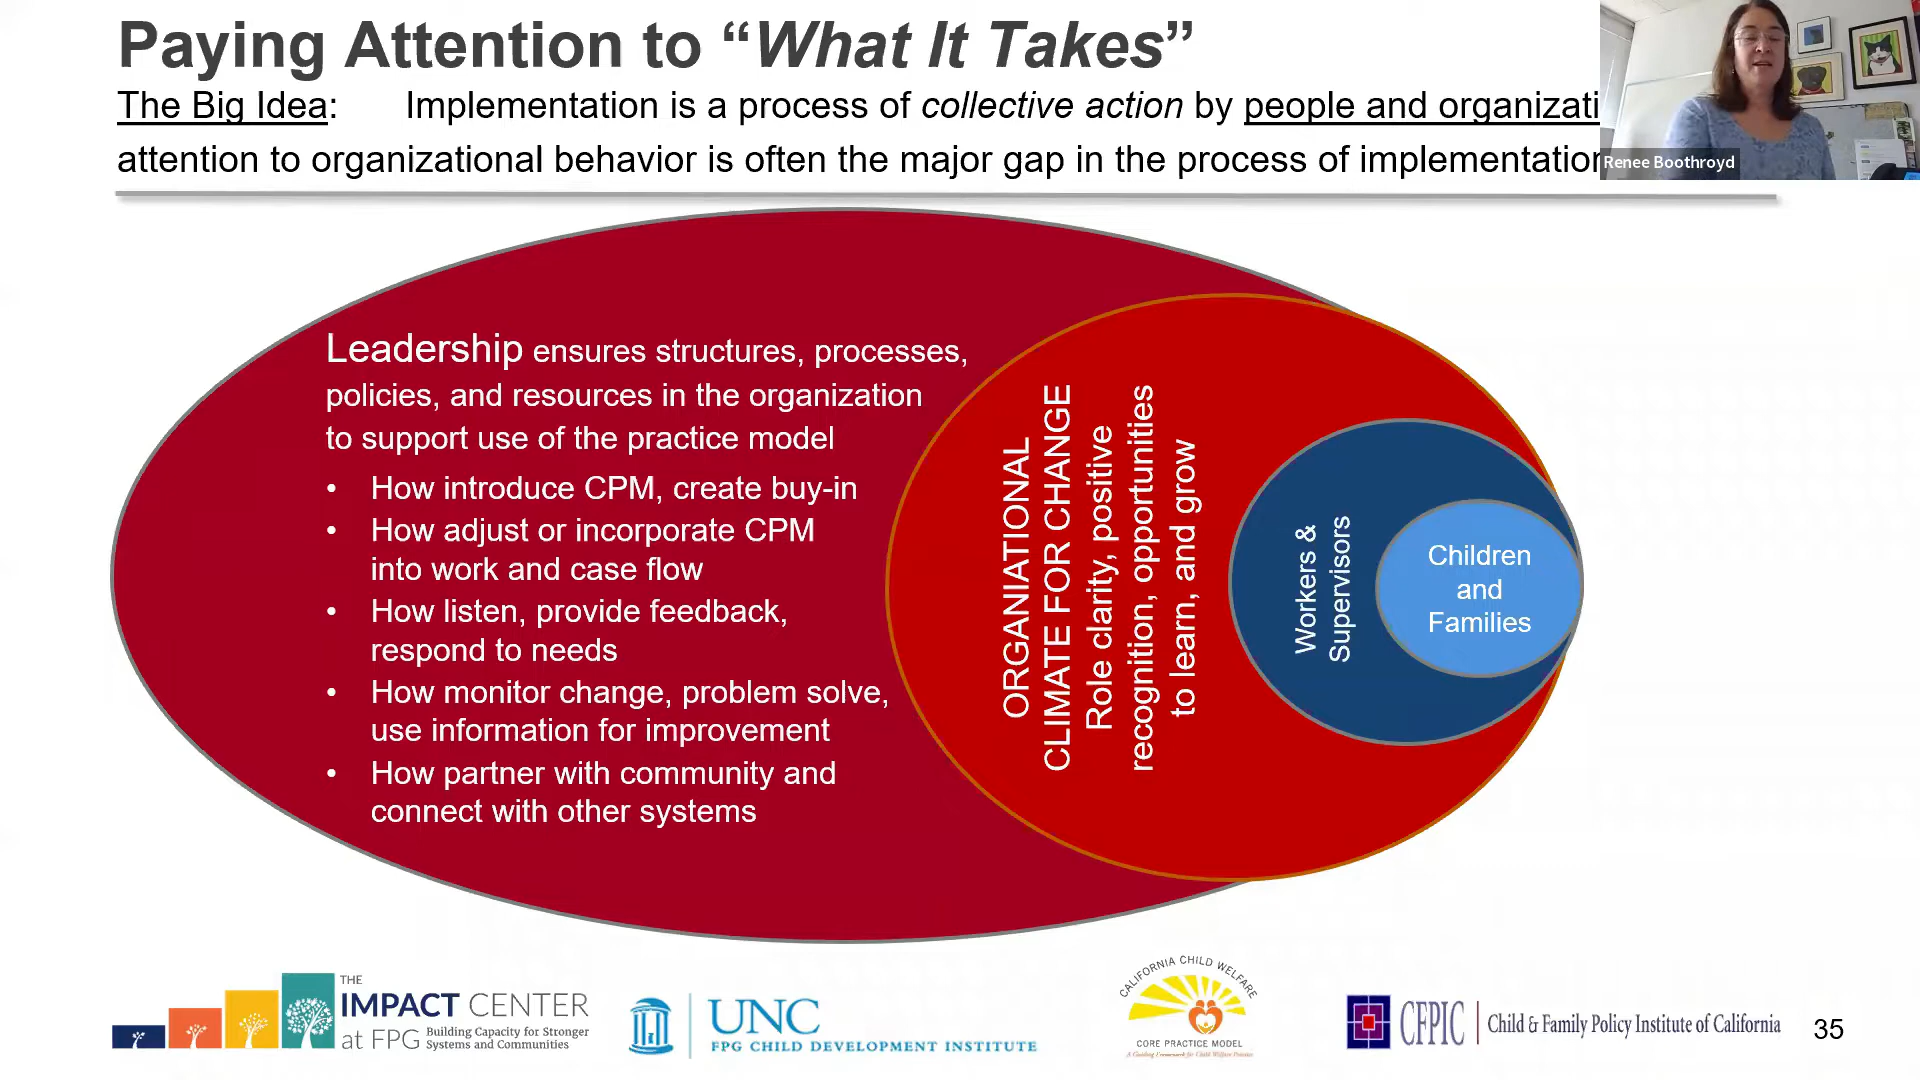 Paying Attention to “What It Takes”
The Big Idea: Implementation is a process of collective action by people and organizati
attention to organizational behavior is often the major gap in the process of implementation
Renee Boothroyd
Leadership ensures structures, processes,
policies, and resources in the organization
to support use of the practice model
• How introduce CPM, create buy-in
• How adjust or incorporate CPM
into work and case flow
• How listen, provide feedback,
respond to needs
• How monitor change, problem solve,
use information for improvement
• How partner with community and
connect with other systems
ORGANIATIONAL
CLIMATE FOR CHANGE
Role clarity, positive
recognition, opportunities
to learn, and grow
Workers &
Supervisors
Children
and
Families
THE
IMPACT CENTER
at FPG Building Capacity for Stronger
Systems and Communities
UNC
FPG CHILD DEVELOPMENT INSTITUTE
CALIFORNIA CHILD WELFARE
CORE PRACTICE MODEL
A Guiding Framework for Child Welfare Practice
CFPIC Child & Family Policy Institute of California
35